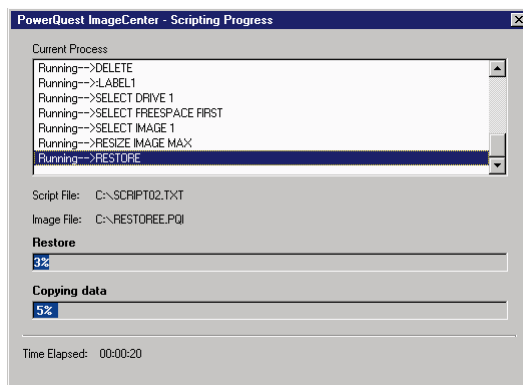 PowerQuest ImageCenter - Scripting Progress
Current Process
Running-->DELETE
Running-->:LABEL1
Running-->SELECT DRIVE 1
Running-->SELECT FREESPACE FIRST
Running-->SELECT IMAGE 1
Running-->RESIZE IMAGE MAX
Running-->RESTORE
Script File: C:\SCRIPT02.TXT
Image File: C:\RESTOREE.PQI
Restore
3%
Copying data
5%
Time Elapsed: 00:00:20